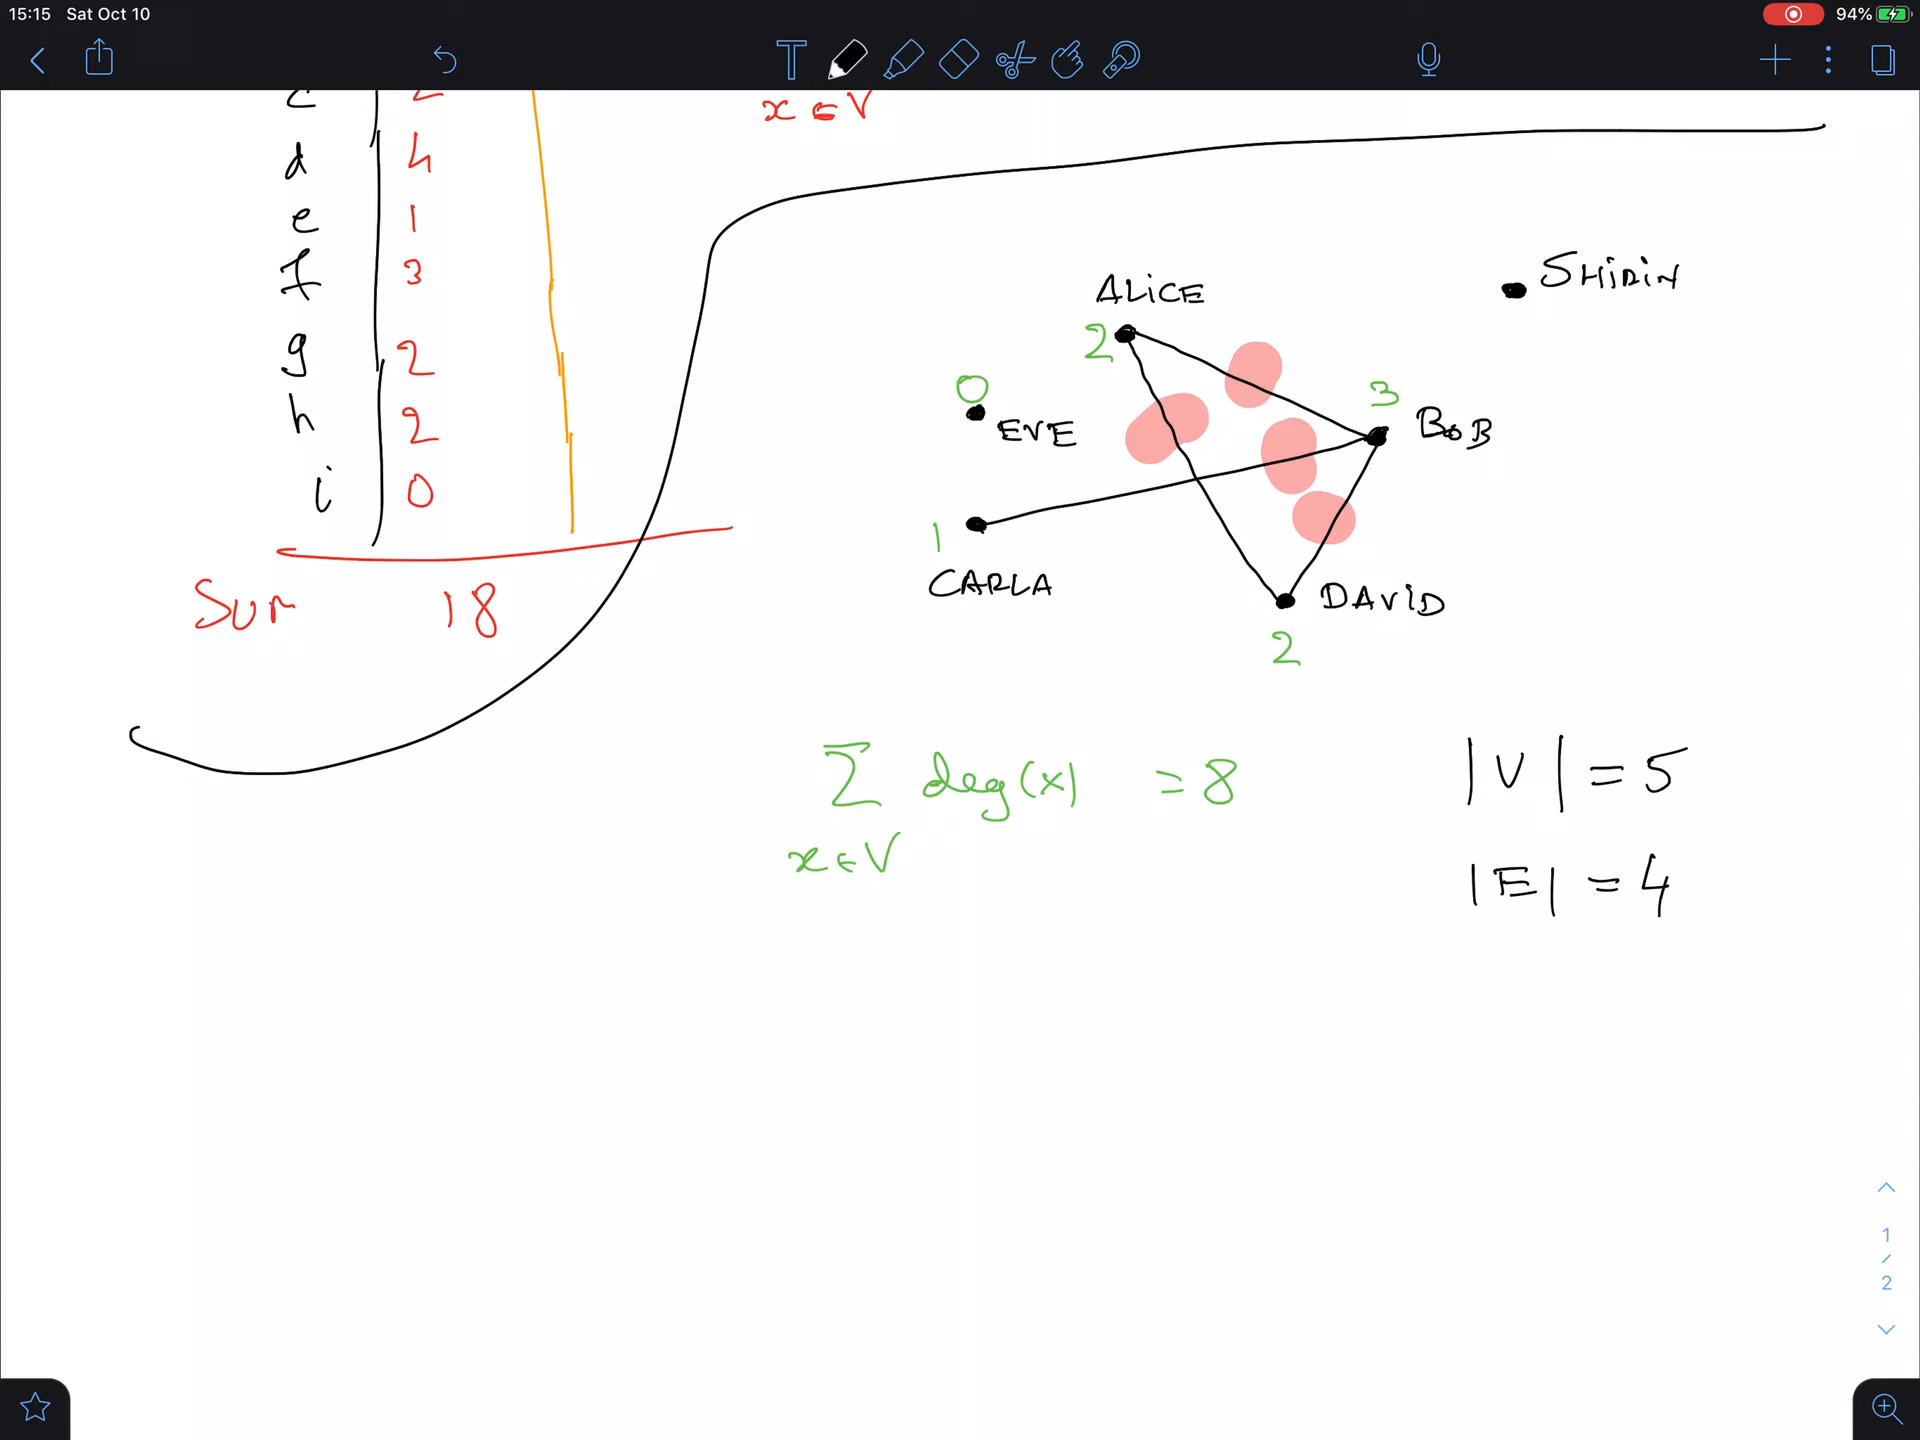 15:15 Sat Oct 10
94%
x ∈ V
d 4
e 1
f 3
g 2
h 2
i 0
Sum 18
SHIRIN
ALICE
2
0
3
EVE
BOB
1
CARLA
DAVID
2
Σ deg(x) = 8
x ∈ V
|V| = 5
|E| = 4
1
/
2